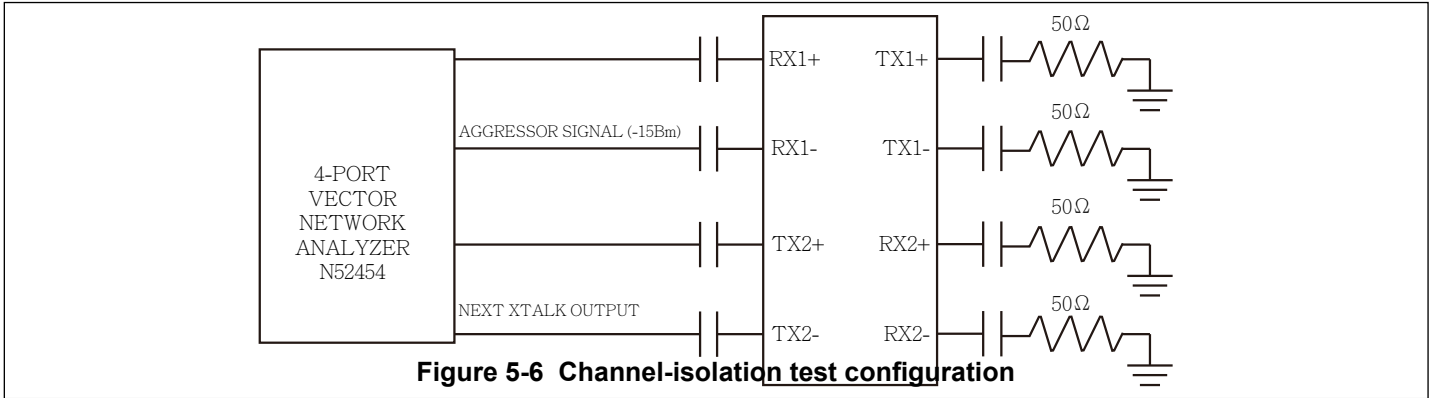 50Ω
RX1+ TX1+
50Ω
AGGRESSOR SIGNAL (-15Bm)
RX1- TX1-
4-PORT
VECTOR
NETWORK
ANALYZER
N52454
50Ω
TX2+ RX2+
50Ω
NEXT XTALK OUTPUT
TX2- RX2-
Figure 5-6 Channel-isolation test configuration